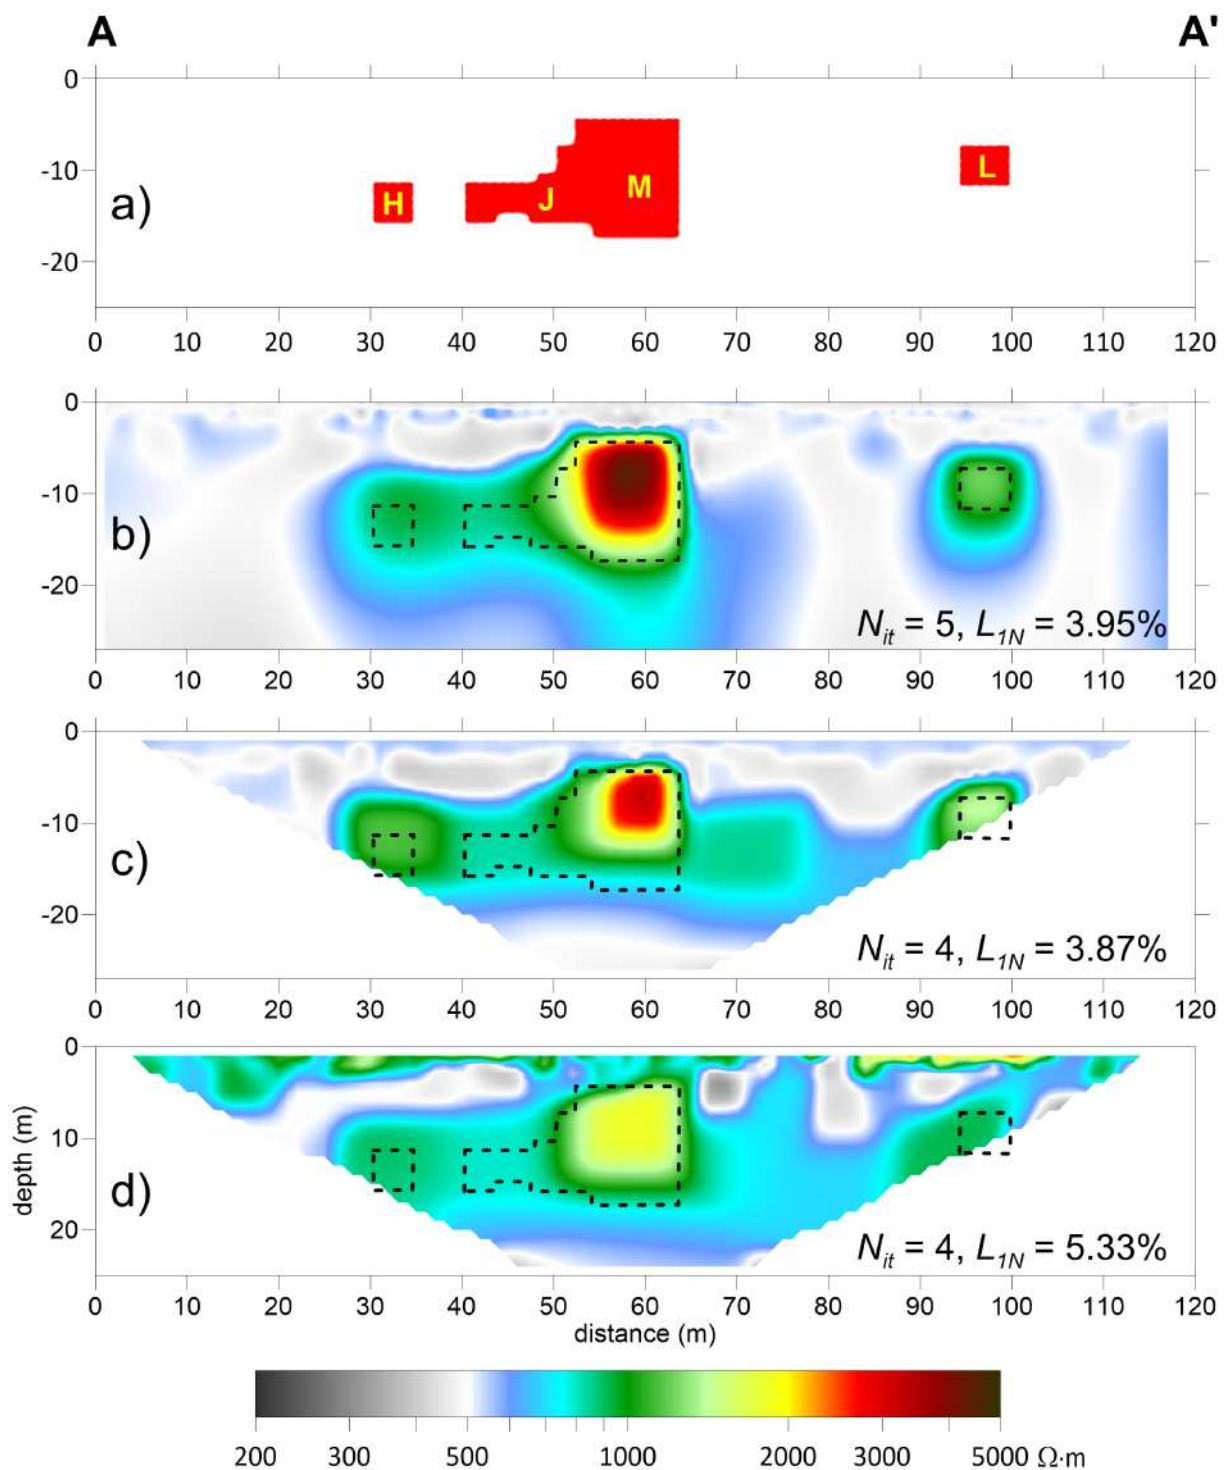 A A'
0
-10
-20
a)
H
J
M
L
0 10 20 30 40 50 60 70 80 90 100 110 120
0
-10
-20
b)
N_it = 5, L_1N = 3.95%
0 10 20 30 40 50 60 70 80 90 100 110 120
0
-10
-20
c)
N_it = 4, L_1N = 3.87%
0 10 20 30 40 50 60 70 80 90 100 110 120
0
10
20
depth (m)
d)
N_it = 4, L_1N = 5.33%
0 10 20 30 40 50 60 70 80 90 100 110 120
distance (m)
200 300 500 1000 2000 3000 5000 Ω·m